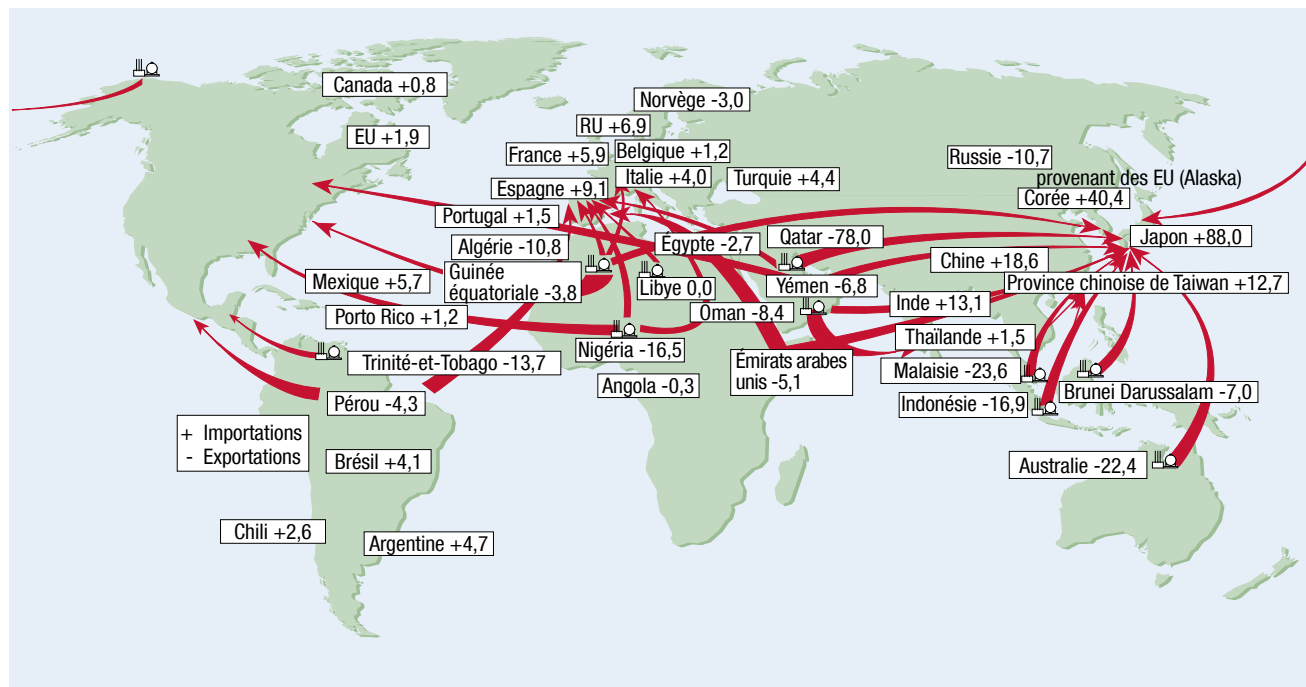 Canada +0,8
Norvège -3,0
EU +1,9
RU +6,9
France +5,9
Belgique +1,2
Russie -10,7
Italie +4,0
Turquie +4,4
provenant des EU (Alaska)
Espagne +9,1
Corée +40,4
Portugal +1,5
Algérie -10,8
Égypte -2,7
Qatar -78,0
Japon +88,0
Chine +18,6
Guinée
équatoriale -3,8
Mexique +5,7
Libye 0,0
Yémen -6,8
Province chinoise de Taiwan +12,7
Porto Rico +1,2
Oman -8,4
Inde +13,1
Thaïlande +1,5
Nigéria -16,5
Trinité-et-Tobago -13,7
Émirats arabes
unis -5,1
Malaisie -23,6
Angola -0,3
Brunei Darussalam -7,0
Pérou -4,3
Indonésie -16,9
+ Importations
- Exportations
Brésil +4,1
Australie -22,4
Chili +2,6
Argentine +4,7